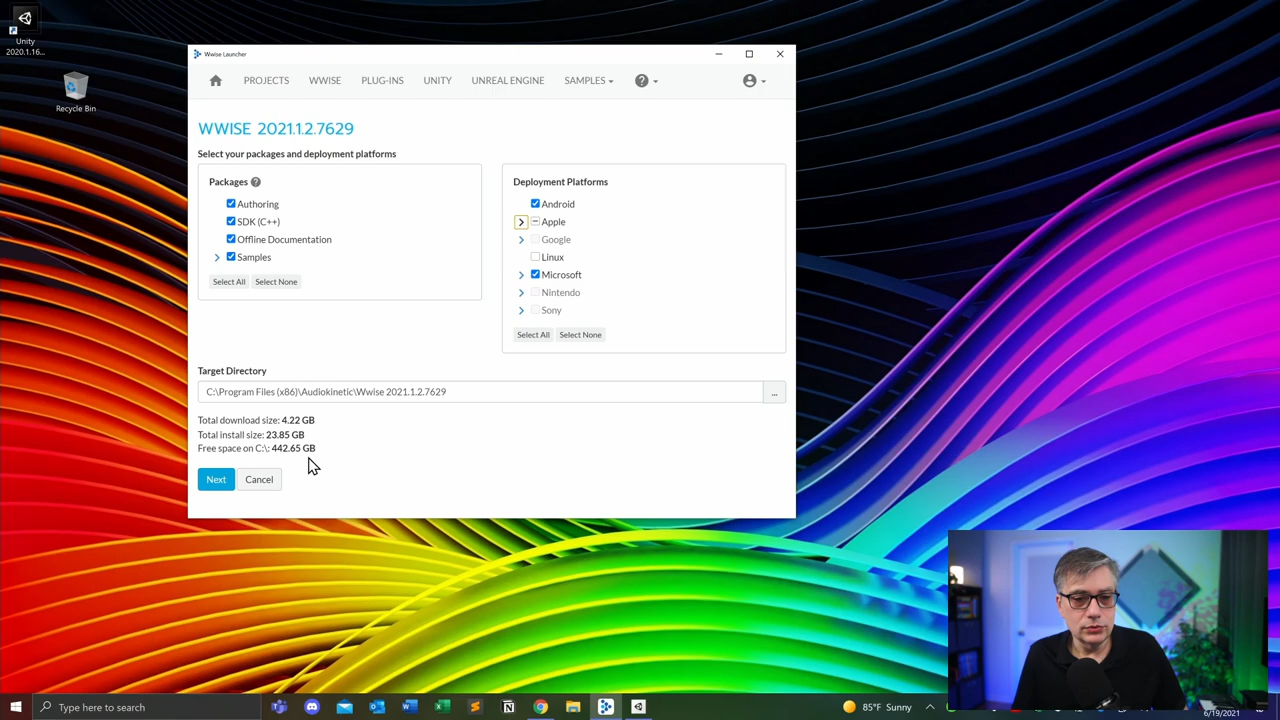 Unity
2020.1.16...
Recycle Bin
Wwise Launcher
PROJECTS WWISE PLUG-INS UNITY UNREAL ENGINE SAMPLES
WWISE 2021.1.2.7629
Select your packages and deployment platforms
Packages
Authoring
SDK (C++)
Offline Documentation
Samples
Select All Select None
Deployment Platforms
Android
Apple
Google
Linux
Microsoft
Nintendo
Sony
Select All Select None
Target Directory
C:\Program Files (x86)\Audiokinetic\Wwise 2021.1.2.7629
...
Total download size: 4.22 GB
Total install size: 23.85 GB
Free space on C:\: 442.65 GB
Next Cancel
Type here to search
85°F Sunny
6/19/2021